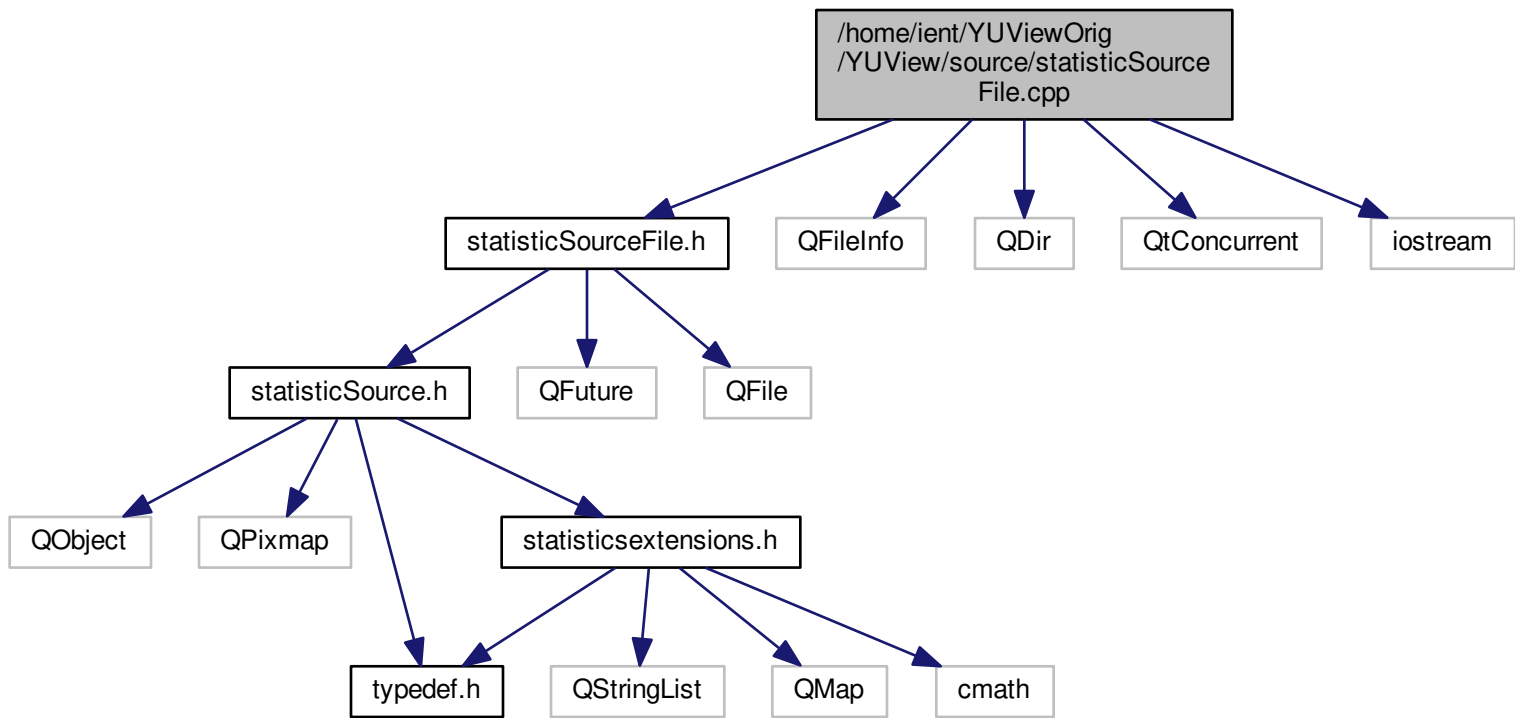 /home/ient/YUViewOrig
/YUView/source/statisticSource
File.cpp
statisticSourceFile.h
QFileInfo
QDir
QtConcurrent
iostream
statisticSource.h
QFuture
QFile
QObject
QPixmap
statisticsextensions.h
typedef.h
QStringList
QMap
cmath